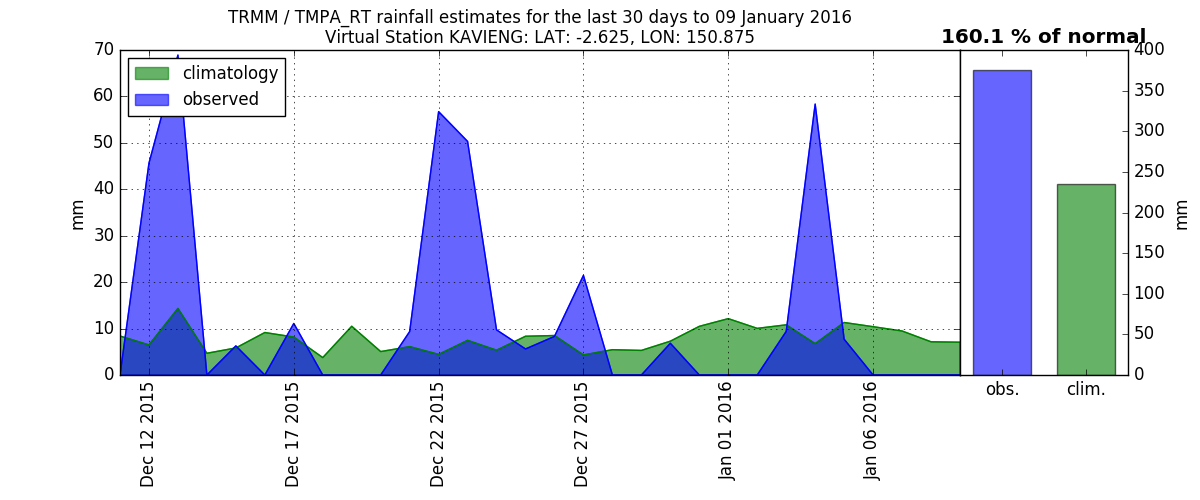 TRMM / TMPA_RT rainfall estimates for the last 30 days to 09 January 2016
Virtual Station KAVIENG: LAT: -2.625, LON: 150.875
160.1 % of normal
climatology
observed
70
60
50
40
30
20
10
0
mm
Dec 12 2015
Dec 17 2015
Dec 22 2015
Dec 27 2015
Jan 01 2016
Jan 06 2016
400
350
300
250
200
150
100
50
0
mm
obs.
clim.